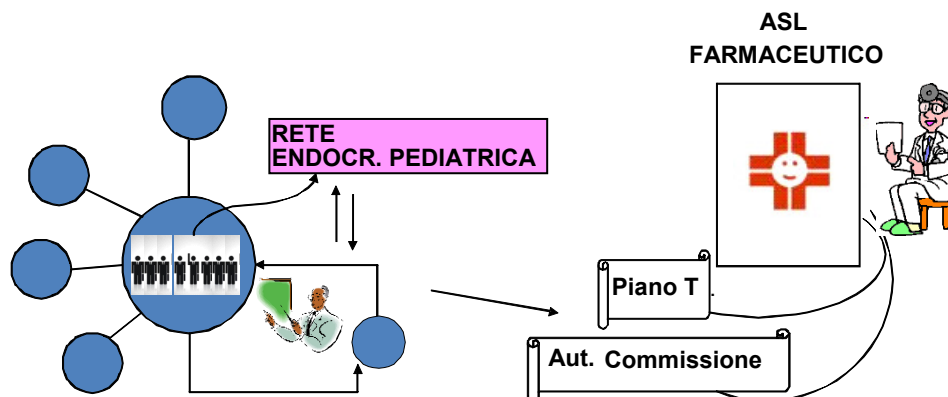 ASL
FARMACEUTICO
RETE
ENDOCR. PEDIATRICA
Piano T.
Aut. Commissione